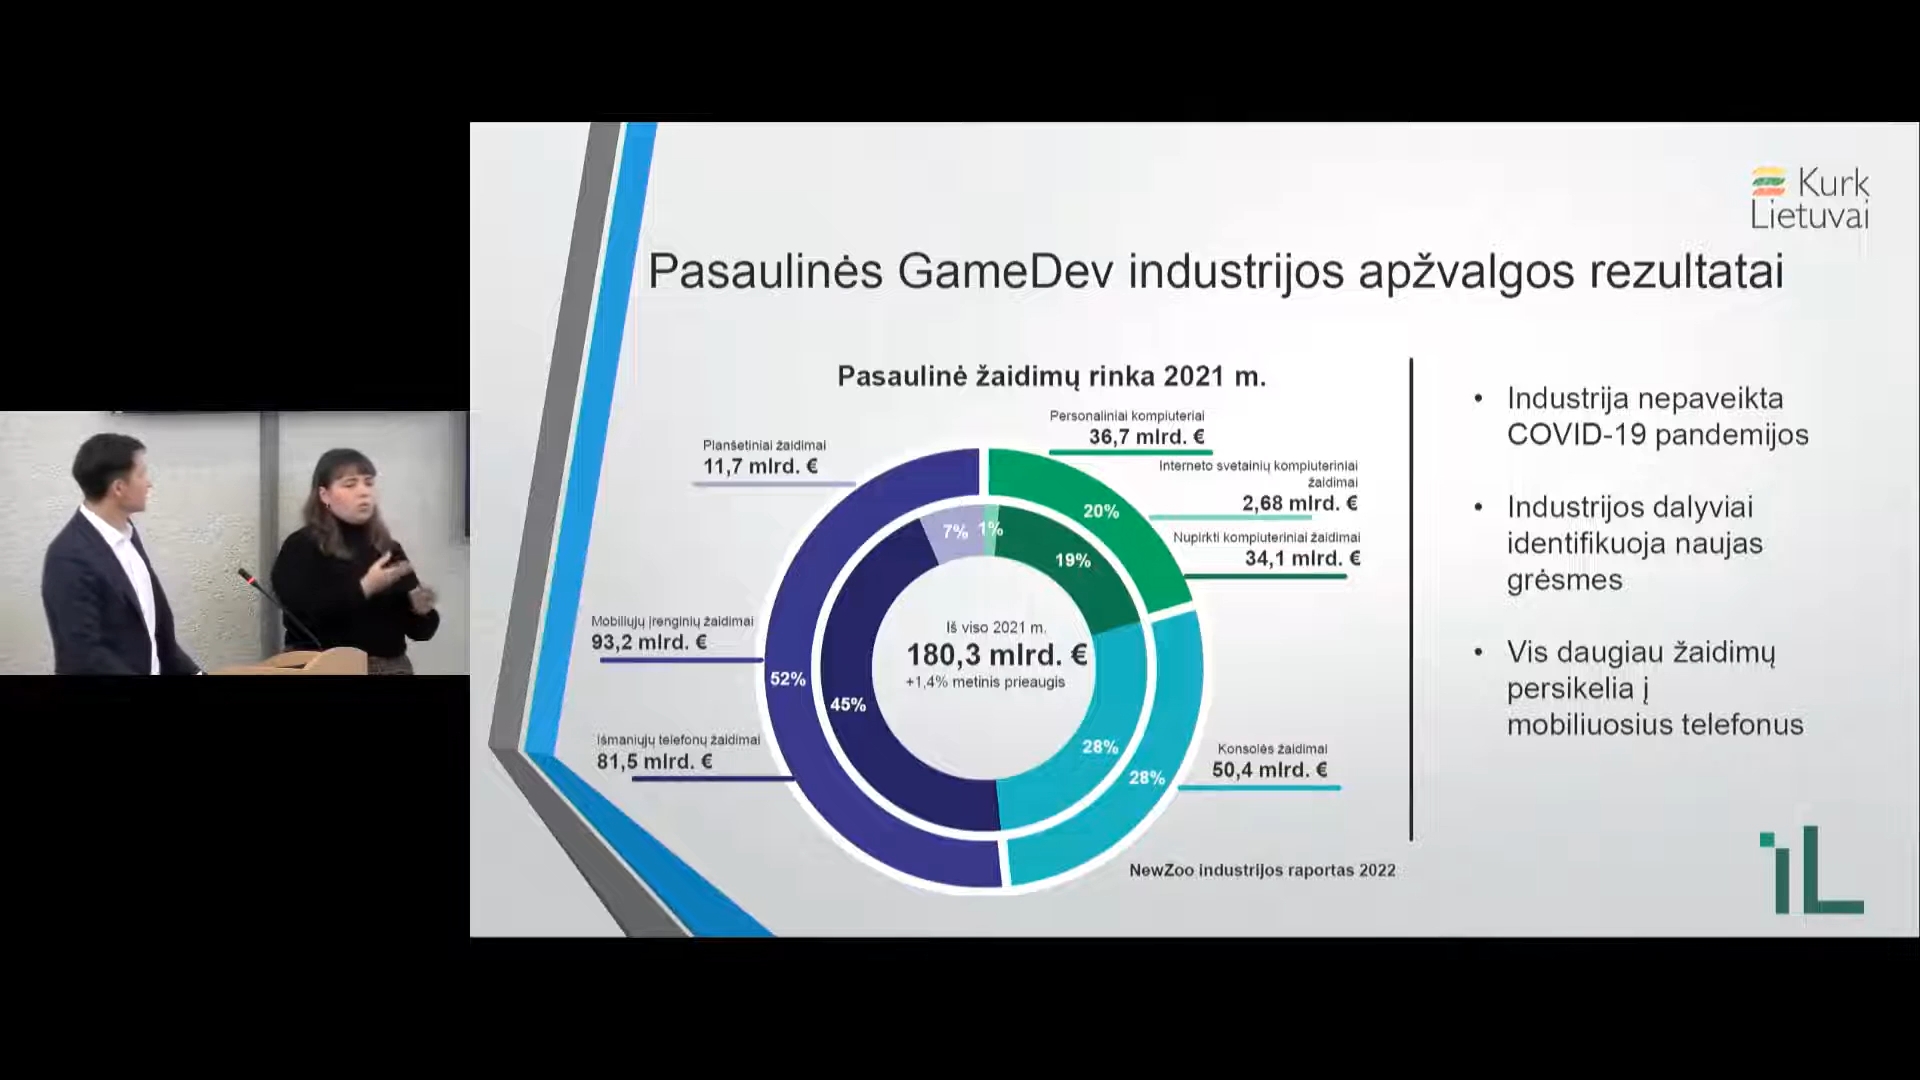 Kurk
Lietuvai
Pasaulinės GameDev industrijos apžvalgos rezultatai
Pasaulinė žaidimų rinka 2021 m.
Personaliniai kompiuteriai
36,7 mlrd. €
Planšetiniai žaidimai
11,7 mlrd. €
Interneto svetainių kompiuteriniai
žaidimai
2,68 mlrd. €
Nupirkti kompiuteriniai žaidimai
34,1 mlrd. €
20%
7%
1%
19%
Mobiliųjų įrenginių žaidimai
93,2 mlrd. €
Iš viso 2021 m.
180,3 mlrd. €
+1,4% metinis prieaugis
52%
45%
28%
28%
Išmaniųjų telefonų žaidimai
81,5 mlrd. €
Konsolės žaidimai
50,4 mlrd. €
NewZoo industrijos raportas 2022
• Industrija nepaveikta
COVID-19 pandemijos
• Industrijos dalyviai
identifikuoja naujas
grėsmes
• Vis daugiau žaidimų
persikelia į
mobiliuosius telefonus
iL